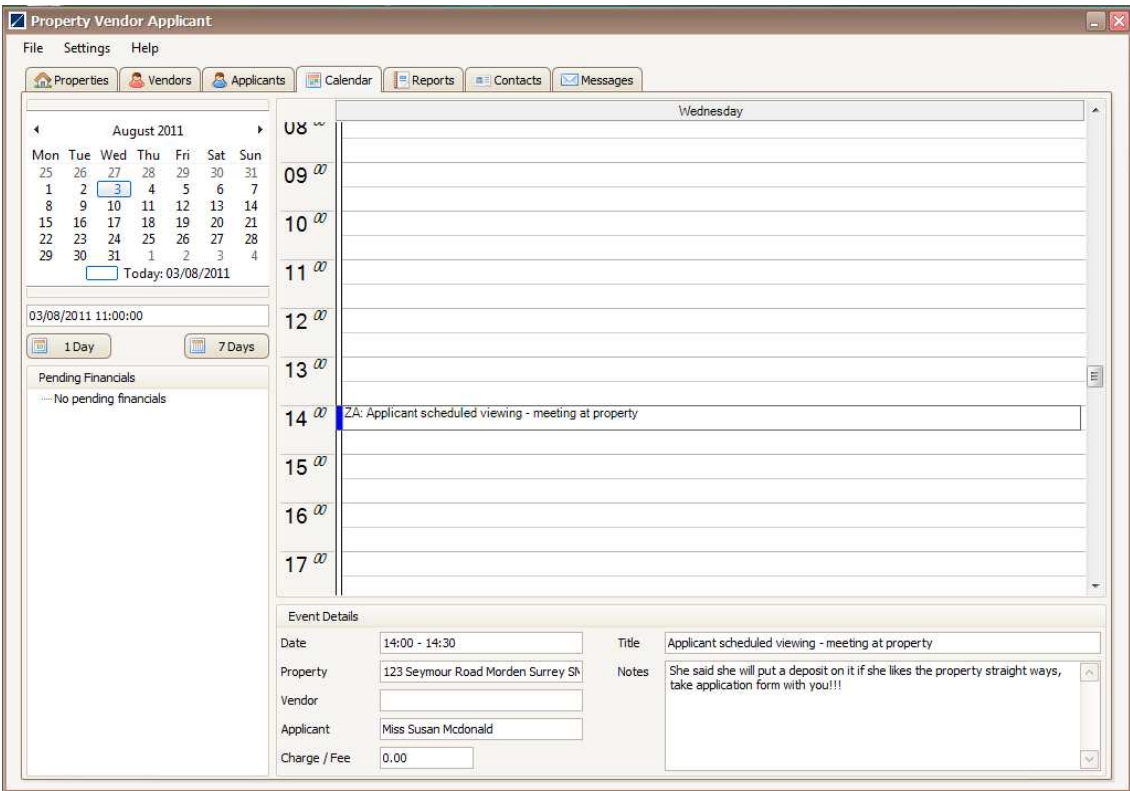 Property Vendor Applicant
File Settings Help
Properties Vendors Applicants Calendar Reports Contacts Messages
August 2011
Mon Tue Wed Thu Fri Sat Sun
25 26 27 28 29 30 31
1 2 3 4 5 6 7
8 9 10 11 12 13 14
15 16 17 18 19 20 21
22 23 24 25 26 27 28
29 30 31 1 2 3 4
Today: 03/08/2011
03/08/2011 11:00:00
1 Day 7 Days
Pending Financials
No pending financials
Wednesday
08 00
09 00
10 00
11 00
12 00
13 00
14 00 ZA: Applicant scheduled viewing - meeting at property
15 00
16 00
17 00
Event Details
Date 14:00 - 14:30 Title Applicant scheduled viewing - meeting at property
Property 123 Seymour Road Morden Surrey SM Notes She said she will put a deposit on it if she likes the property straight ways,
take application form with you!!!
Vendor
Applicant Miss Susan Mcdonald
Charge / Fee 0.00